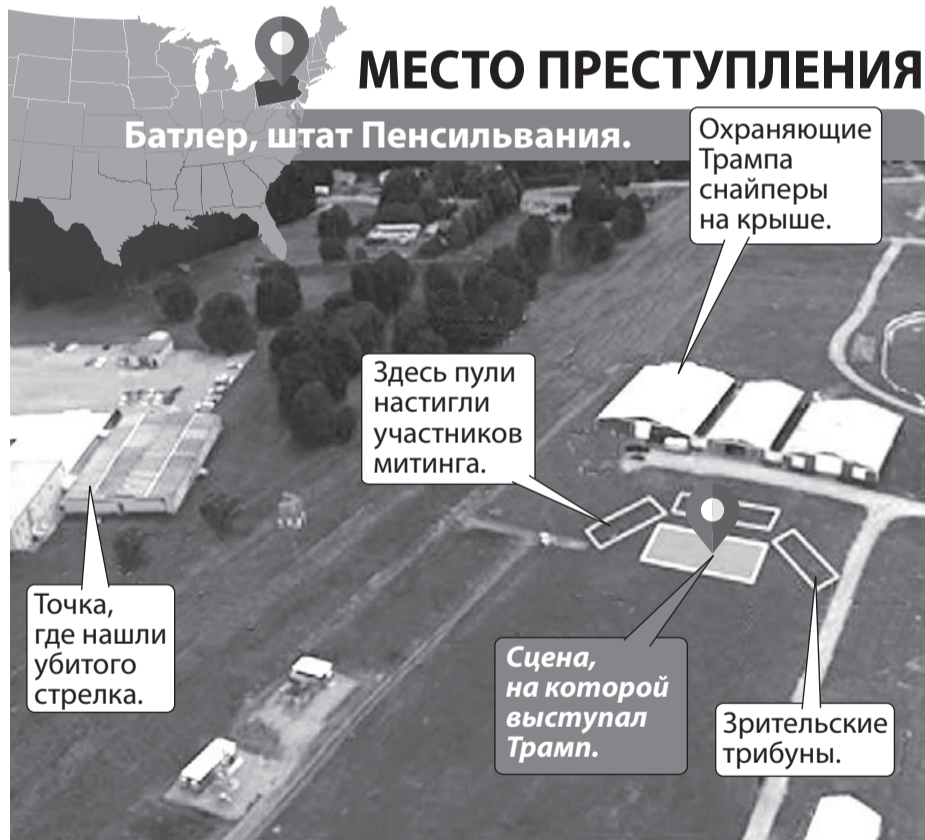 МЕСТО ПРЕСТУПЛЕНИЯ
Батлер, штат Пенсильвания.
Охраняющие
Трампа
снайперы
на крыше.
Здесь пули
настигли
участников
митинга.
Точка,
где нашли
убитого
стрелка.
Сцена,
на которой
выступал
Трамп.
Зрительские
трибуны.